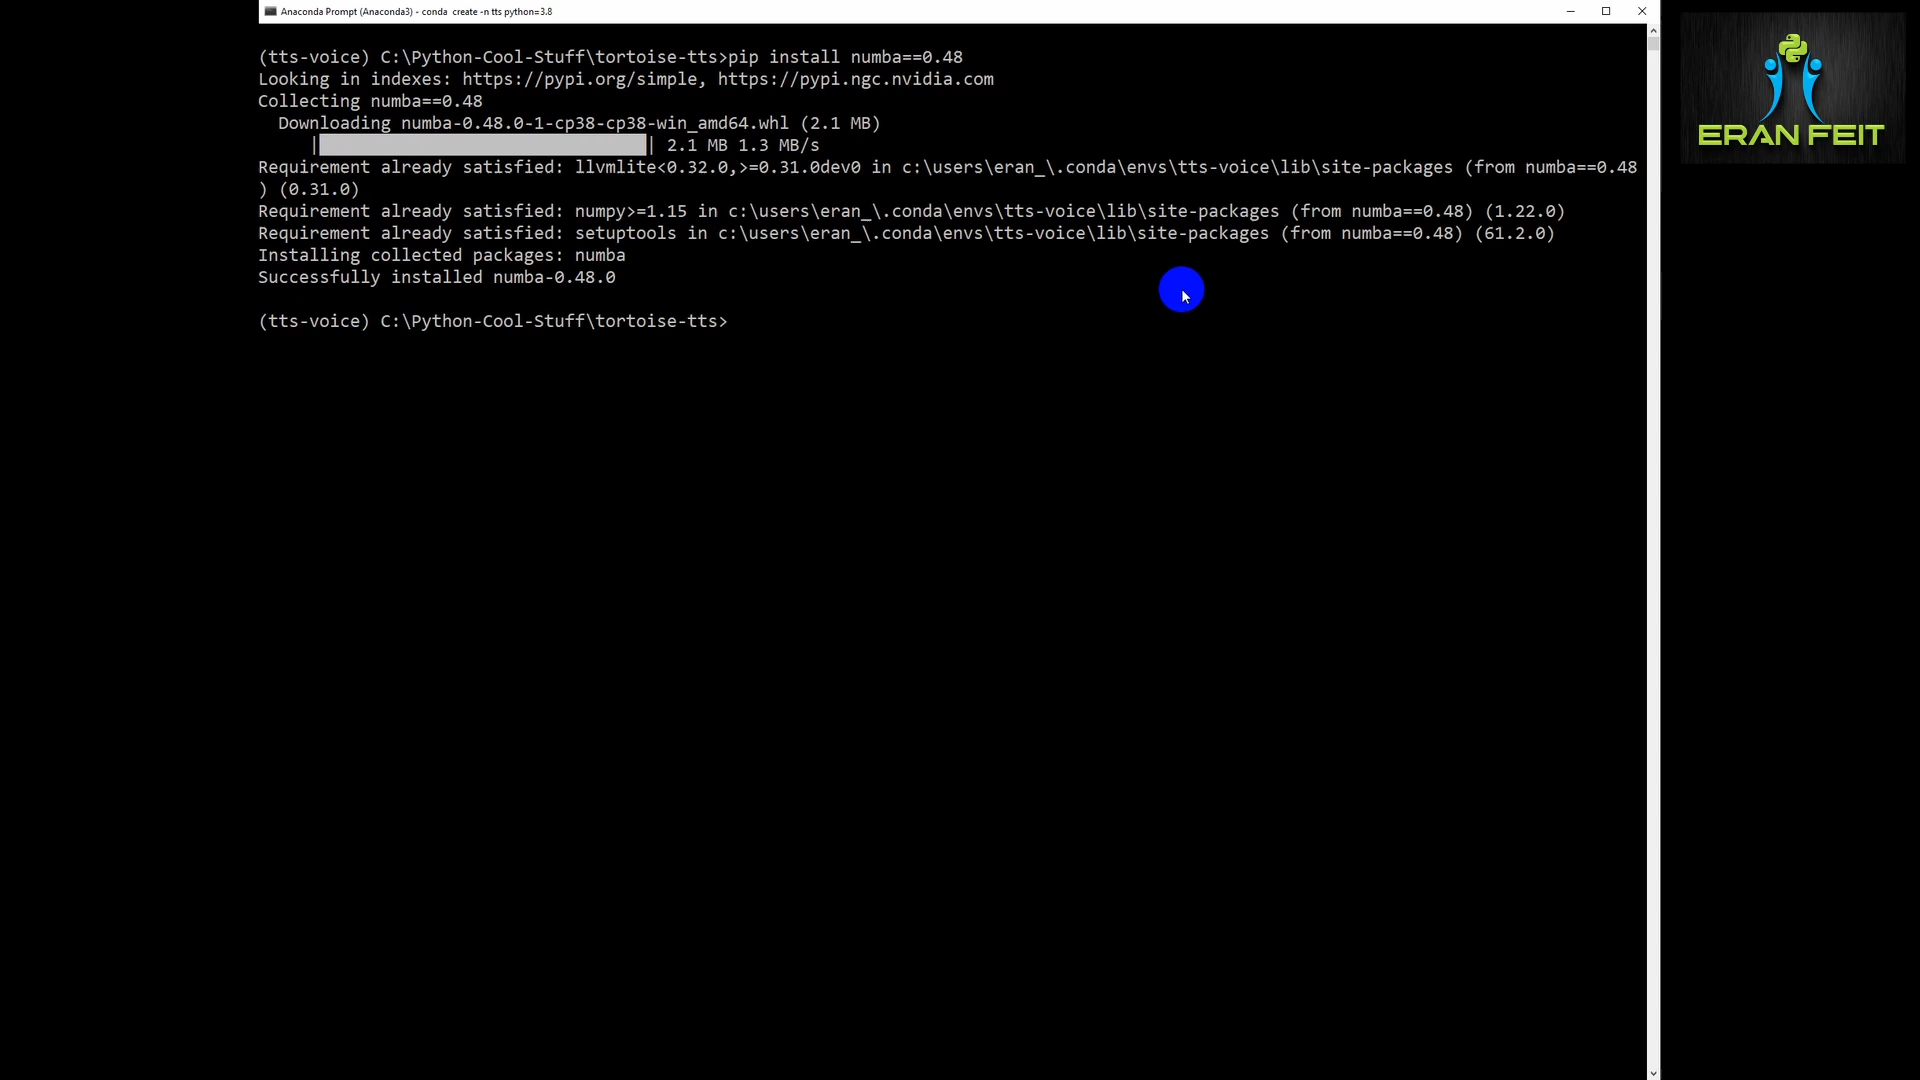 Anaconda Prompt (Anaconda3) - conda  create -n tts python=3.8
(tts-voice) C:\Python-Cool-Stuff\tortoise-tts>pip install numba==0.48
Looking in indexes: https://pypi.org/simple, https://pypi.ngc.nvidia.com
Collecting numba==0.48
  Downloading numba-0.48.0-1-cp38-cp38-win_amd64.whl (2.1 MB)
     |████████████████████████████████| 2.1 MB 1.3 MB/s
Requirement already satisfied: llvmlite<0.32.0,>=0.31.0dev0 in c:\users\eran_\.conda\envs\tts-voice\lib\site-packages (from numba==0.48
) (0.31.0)
Requirement already satisfied: numpy>=1.15 in c:\users\eran_\.conda\envs\tts-voice\lib\site-packages (from numba==0.48) (1.22.0)
Requirement already satisfied: setuptools in c:\users\eran_\.conda\envs\tts-voice\lib\site-packages (from numba==0.48) (61.2.0)
Installing collected packages: numba
Successfully installed numba-0.48.0
(tts-voice) C:\Python-Cool-Stuff\tortoise-tts>
ERAN FEIT